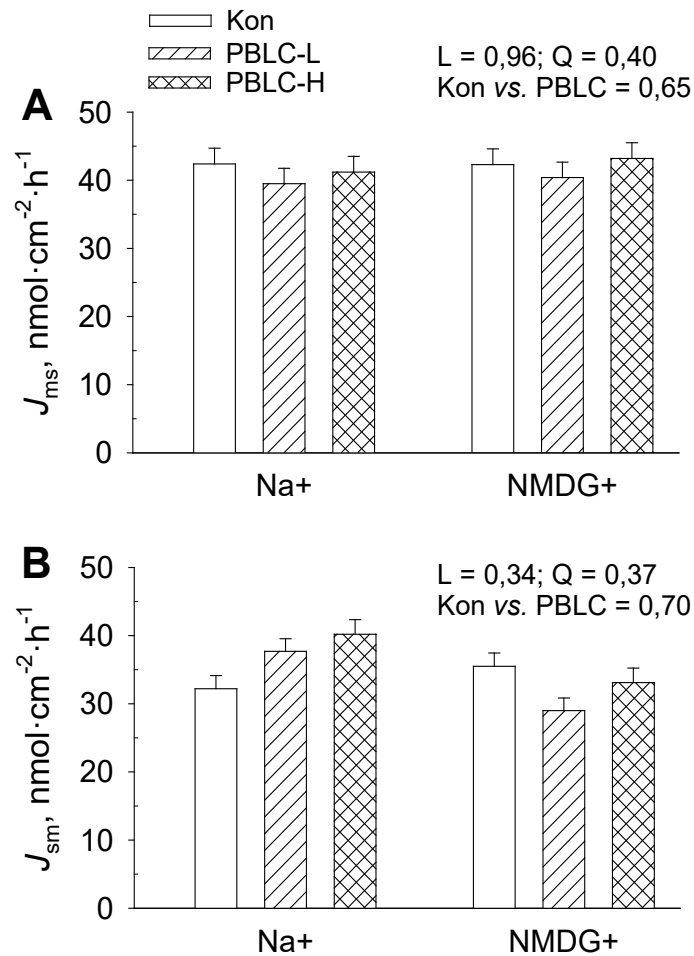 Kon
PBLC-L
PBLC-H
L = 0,96; Q = 0,40
Kon vs. PBLC = 0,65
A
50
40
30
20
10
0
Jms, nmol·cm-2·h-1
Na+
NMDG+
B
L = 0,34; Q = 0,37
Kon vs. PBLC = 0,70
50
40
30
20
10
0
Jsm, nmol·cm-2·h-1
Na+
NMDG+